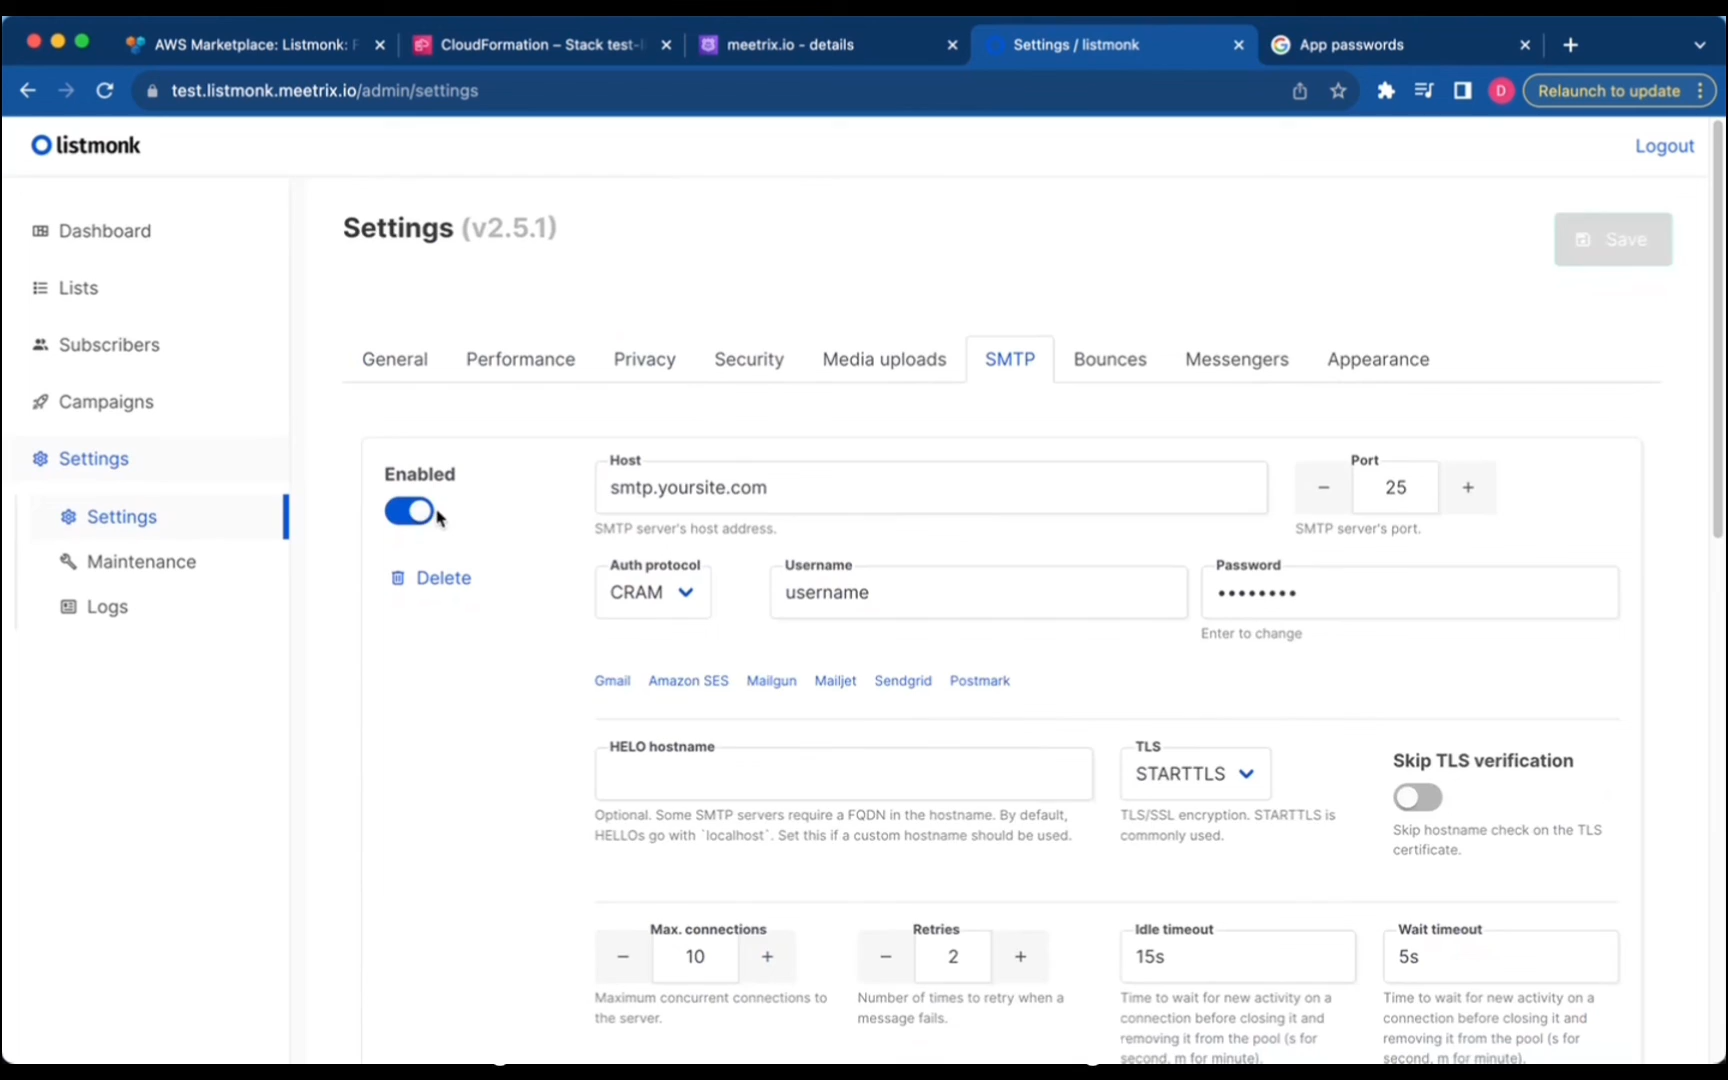 AWS Marketplace: Listmonk: F
CloudFormation – Stack test-l
meetrix.io - details
Settings / listmonk
App passwords
test.listmonk.meetrix.io/admin/settings
D
Relaunch to update
listmonk
Logout
Dashboard
Lists
Subscribers
Campaigns
Settings
Settings
Maintenance
Logs
Settings (v2.5.1)
Save
General Performance Privacy Security Media uploads SMTP Bounces Messengers Appearance
Enabled
Delete
Host
smtp.yoursite.com
SMTP server's host address.
Port
− 25 +
SMTP server's port.
Auth protocol
CRAM
Username
username
Password
••••••••
Enter to change
Gmail Amazon SES Mailgun Mailjet Sendgrid Postmark
HELO hostname
Optional. Some SMTP servers require a FQDN in the hostname. By default,
HELLOs go with `localhost`. Set this if a custom hostname should be used.
TLS
STARTTLS
TLS/SSL encryption. STARTTLS is
commonly used.
Skip TLS verification
Skip hostname check on the TLS
certificate.
Max. connections
− 10 +
Maximum concurrent connections to
the server.
Retries
− 2 +
Number of times to retry when a
message fails.
Idle timeout
15s
Time to wait for new activity on a
connection before closing it and
removing it from the pool (s for
second, m for minute).
Wait timeout
5s
Time to wait for new activity on a
connection before closing it and
removing it from the pool (s for
second, m for minute).